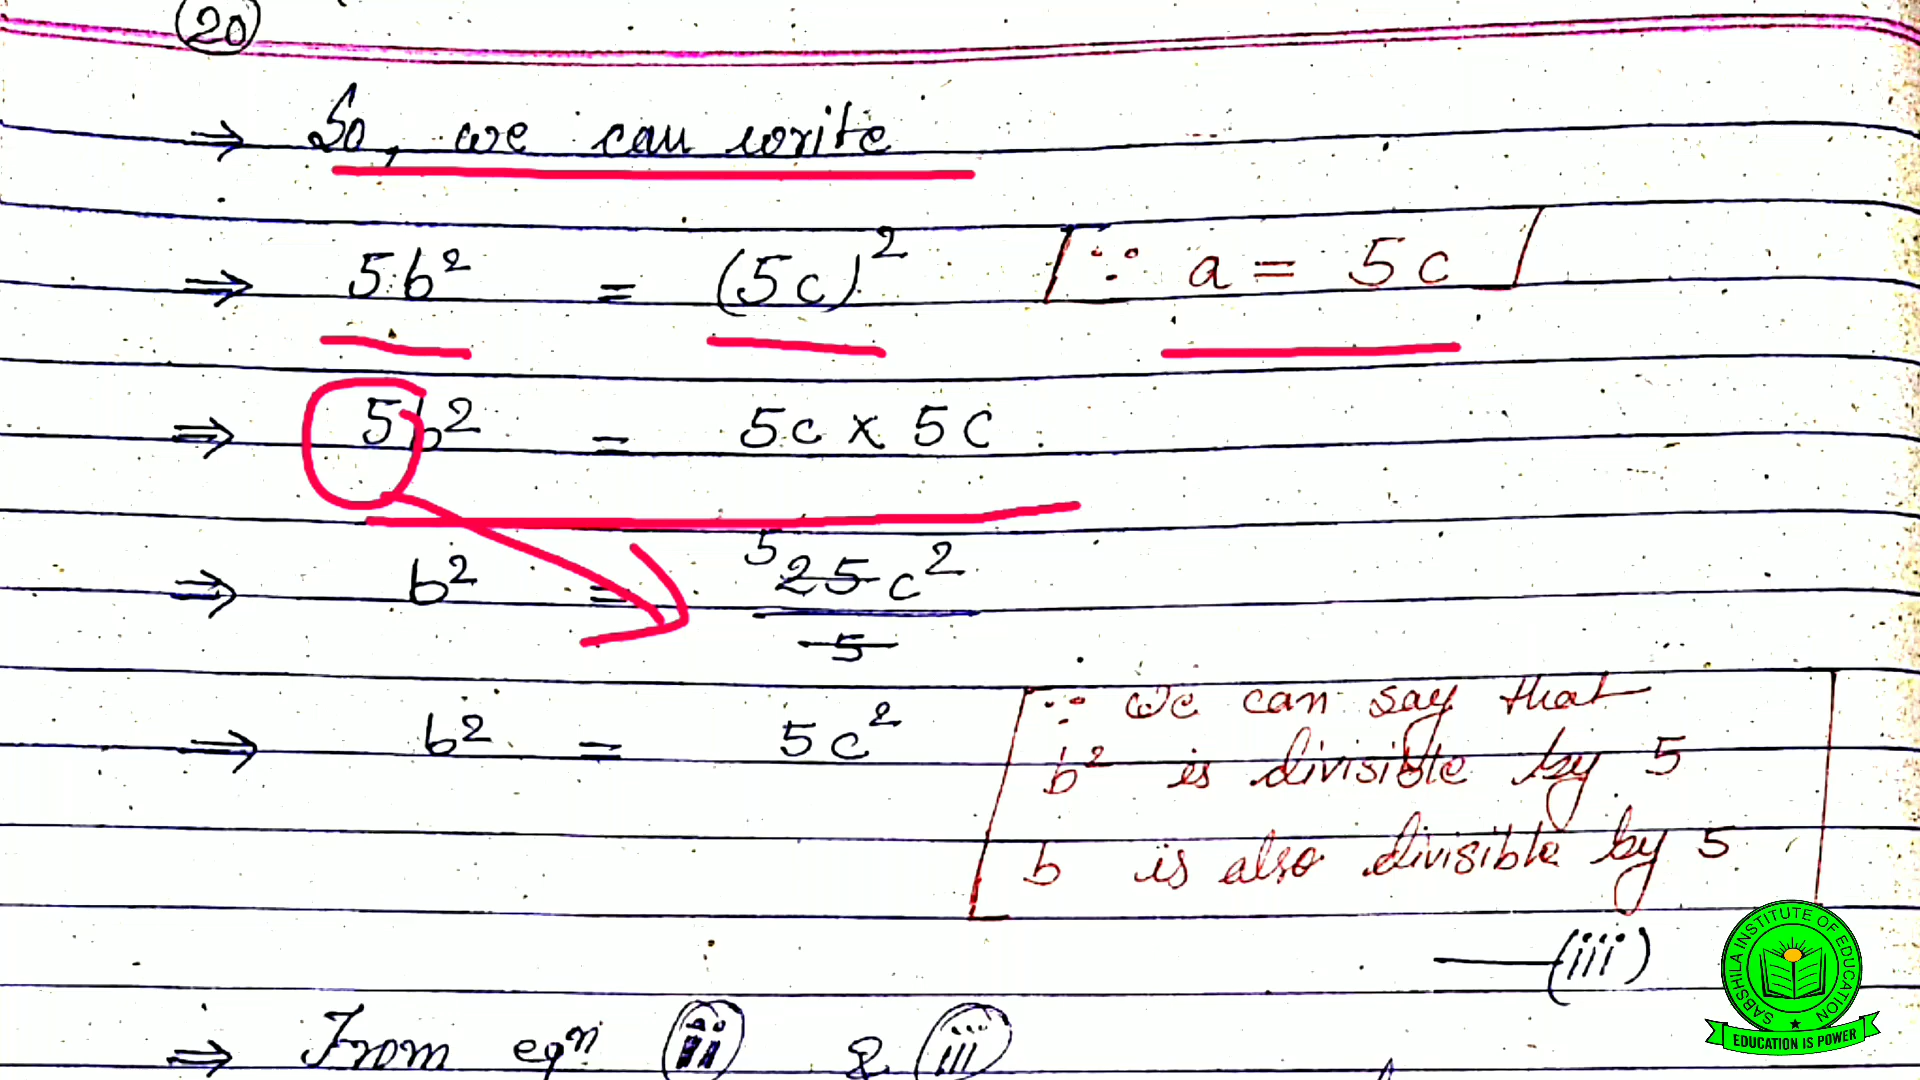 20
⇒ So, we can write
⇒ 5b² = (5c)² [∵ a = 5c]
⇒ 5b² = 5c x 5c
⇒ b² = ⁵25c² / 5
⇒ b² = 5c²
∵ We can say that
b² is divisible by 5
b is also divisible by 5
—(iii)
⇒ From eqn (ii) & (iii)
SABSHILA INSTITUTE OF EDUCATION
EDUCATION IS POWER